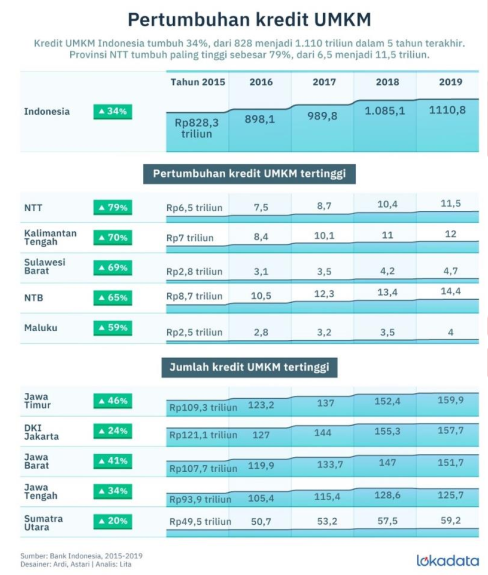 Pertumbuhan kredit UMKM
Kredit UMKM Indonesia tumbuh 34%, dari 828 menjadi 1.110 triliun dalam 5 tahun terakhir.
Provinsi NTT tumbuh paling tinggi sebesar 79%, dari 6,5 menjadi 11,5 triliun.
Tahun 2015 2016 2017 2018 2019
Indonesia ▲ 34% Rp828,3 triliun 898,1 989,8 1.085,1 1110,8
Pertumbuhan kredit UMKM tertinggi
NTT ▲ 79% Rp6,5 triliun 7,5 8,7 10,4 11,5
Kalimantan Tengah ▲ 70% Rp7 triliun 8,4 10,1 11 12
Sulawesi Barat ▲ 69% Rp2,8 triliun 3,1 3,5 4,2 4,7
NTB ▲ 65% Rp8,7 triliun 10,5 12,3 13,4 14,4
Maluku ▲ 59% Rp2,5 triliun 2,8 3,2 3,5 4
Jumlah kredit UMKM tertinggi
Jawa Timur ▲ 46% Rp109,3 triliun 123,2 137 152,4 159,9
DKI Jakarta ▲ 24% Rp121,1 triliun 127 144 155,3 157,7
Jawa Barat ▲ 41% Rp107,7 triliun 119,9 133,7 147 151,7
Jawa Tengah ▲ 34% Rp93,9 triliun 105,4 115,4 128,6 125,7
Sumatra Utara ▲ 20% Rp49,5 triliun 50,7 53,2 57,5 59,2
Sumber: Bank Indonesia, 2015-2019
Desainer: Ardi, Astari | Analis: Lita
lokadata